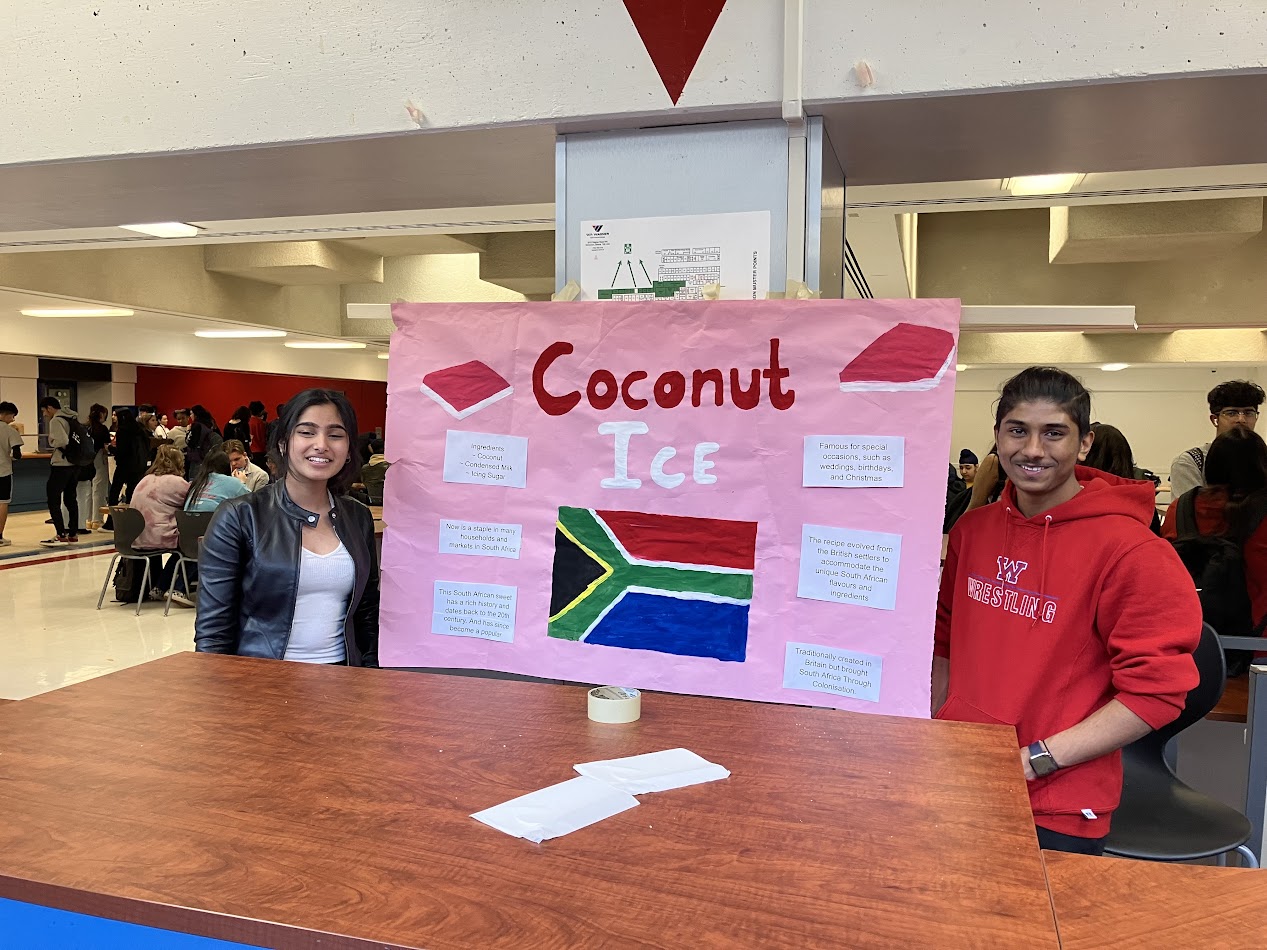 Coconut
Ice
Ingredients
~ Coconut
~ Condensed Milk
~ Icing Sugar
Now is a staple in many
households and
markets in South Africa
This South African sweet
has a rich history and
dates back to the 20th
century. And has since
become a popular
Famous for special
occasions, such as
weddings, birthdays,
and Christmas
The recipe evolved from
the British settlers to
accommodate the
unique South African
flavours and
ingredients
Traditionally created in
Britain but brought
South Africa Through
Colonisation.
W
WRESTLING
MUSTER POINTS